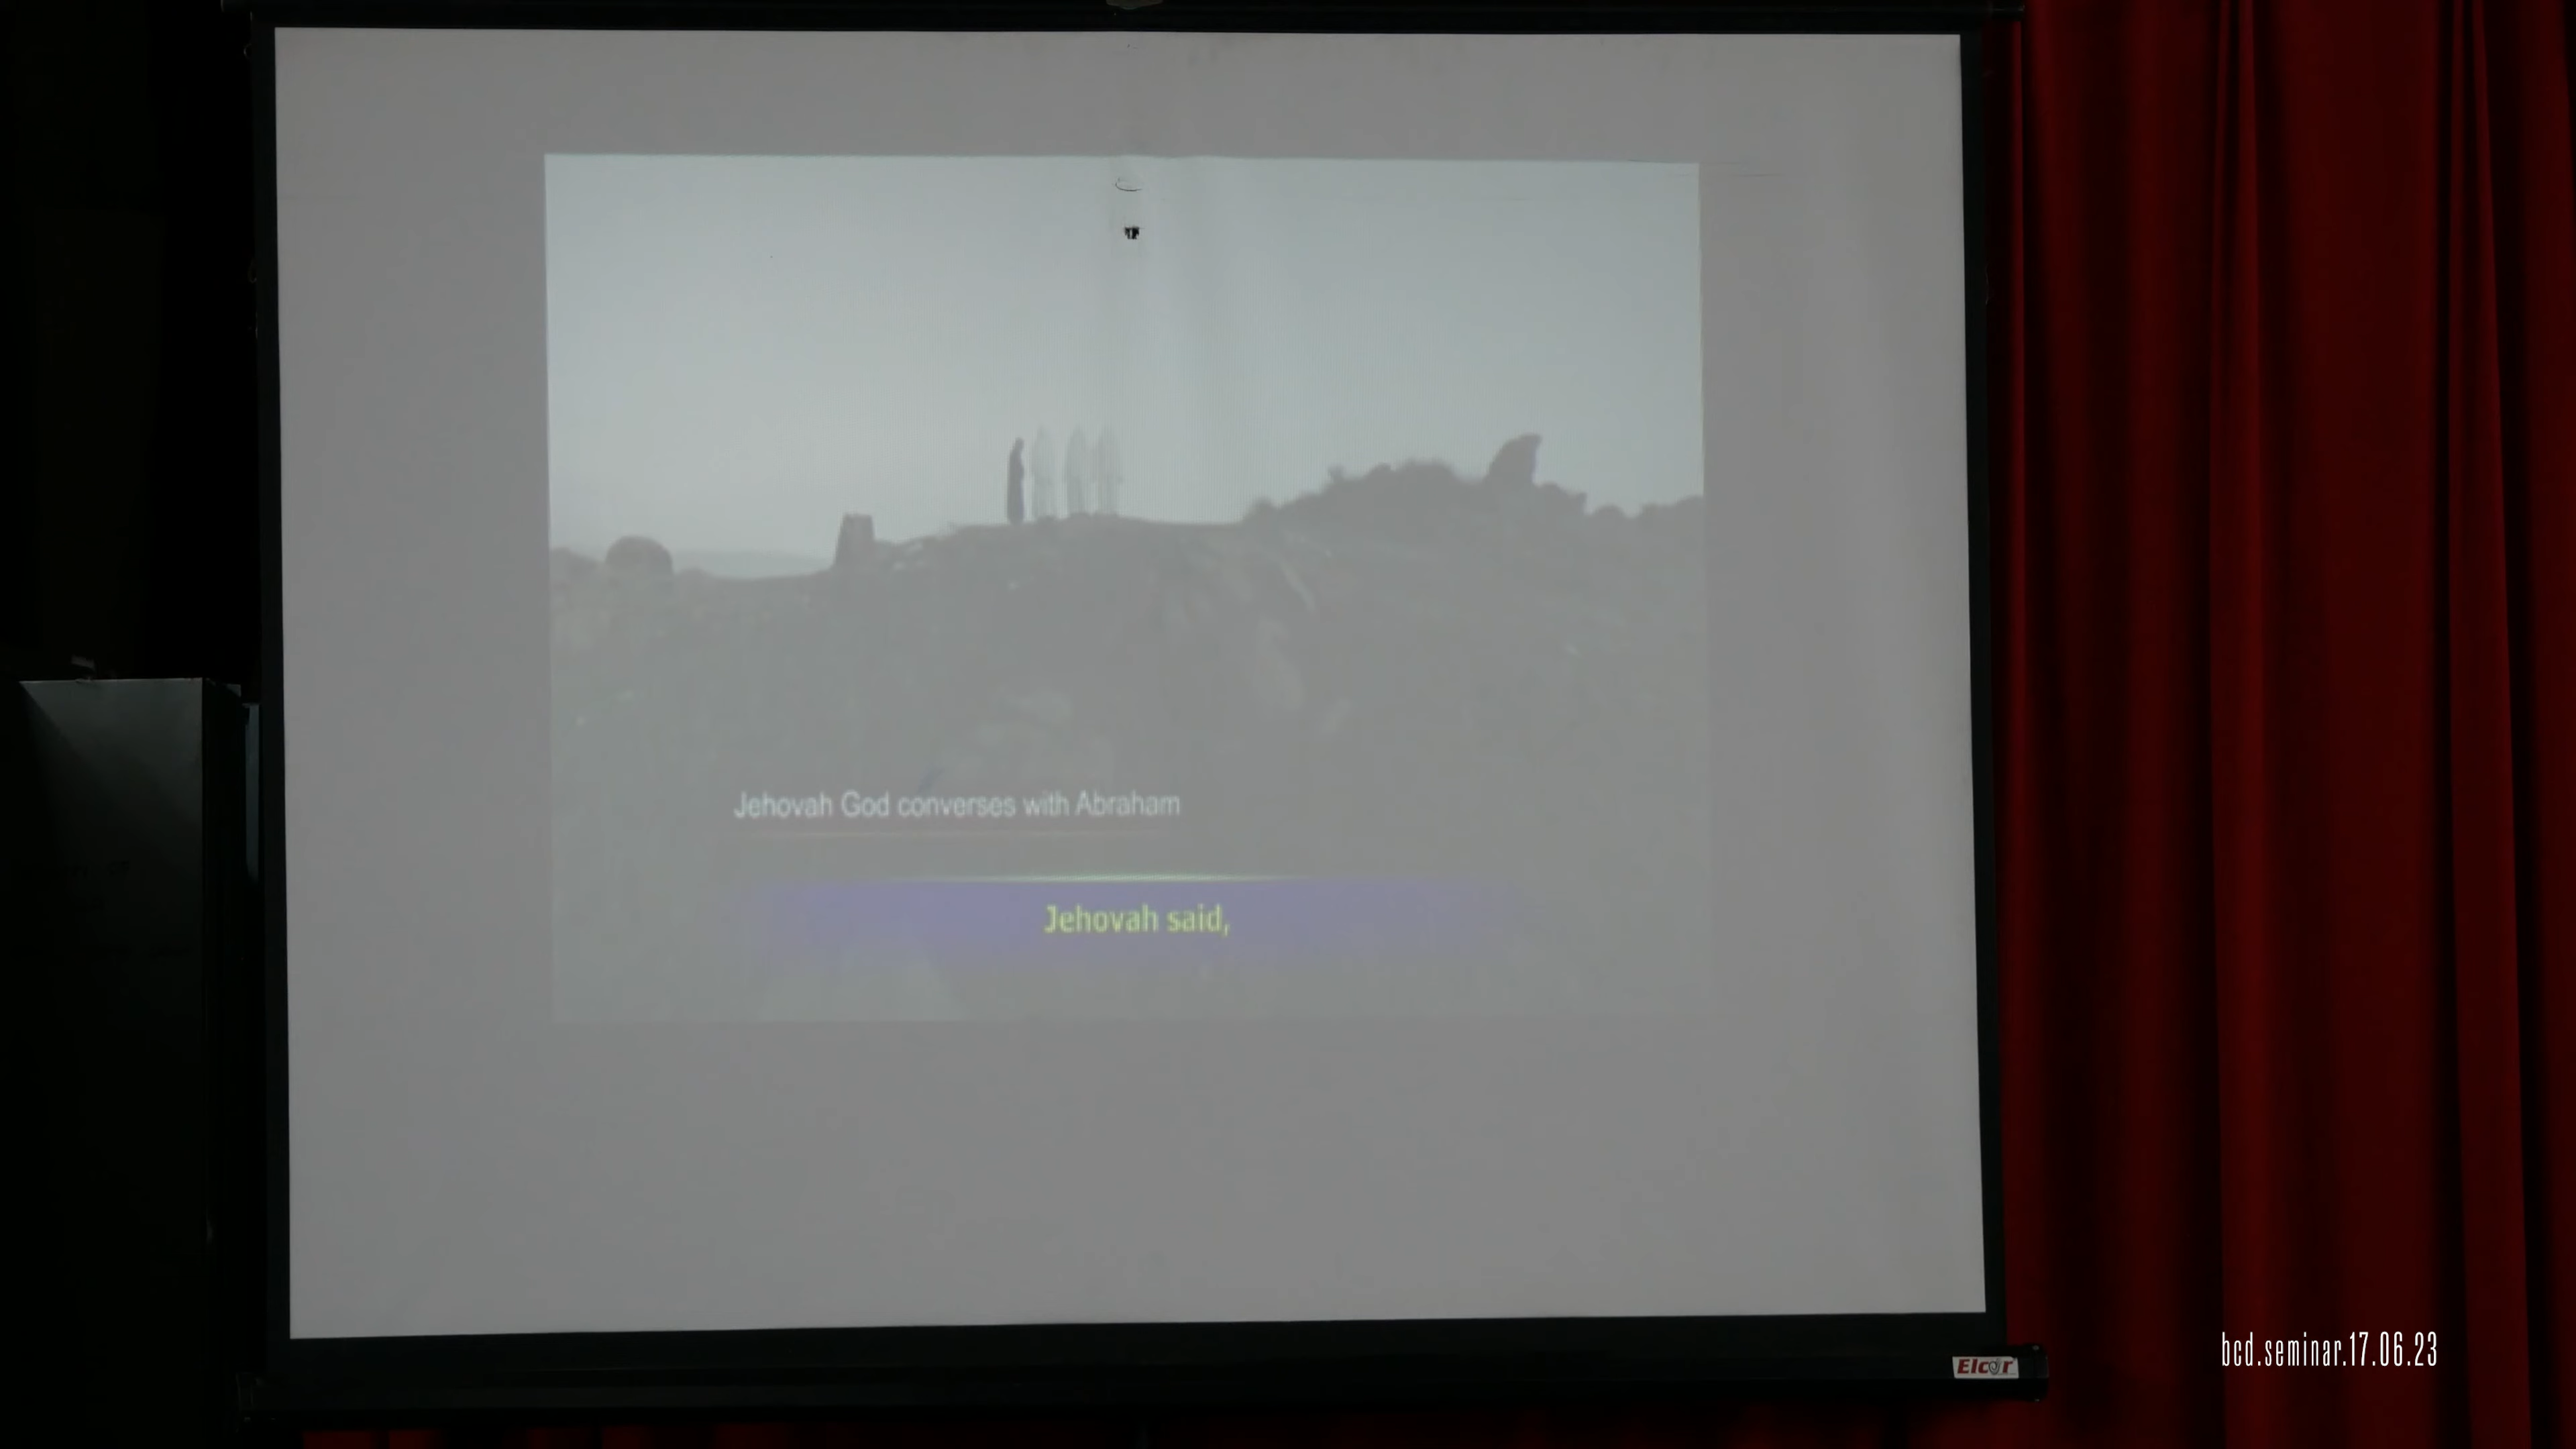 Jehovah God converses with Abraham
Jehovah said,
Elcor
bcd.seminar.17.06.23